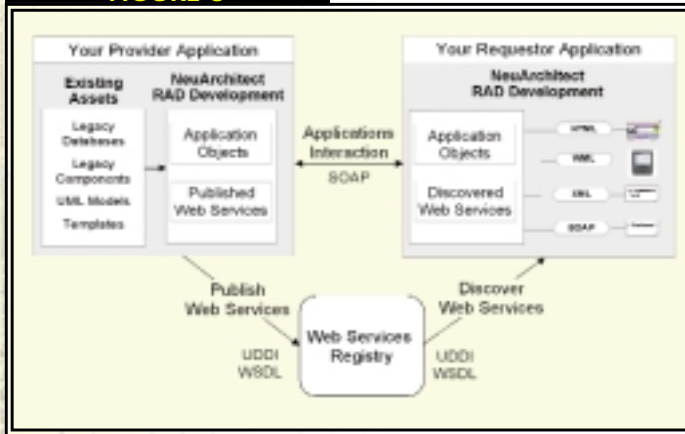 Your Provider Application
Existing
Assets
Legacy
Databases
Legacy
Components
UML Models
Templates
NeuArchitect
RAD Development
Application
Objects
Published
Web Services
Applications
Interaction
SOAP
Your Requestor Application
NeuArchitect
RAD Development
Application
Objects
Discovered
Web Services
HTML
WML
XML
SOAP
Publish
Web Services
UDDI
WSDL
Web Services
Registry
Discover
Web Services
UDDI
WSDL